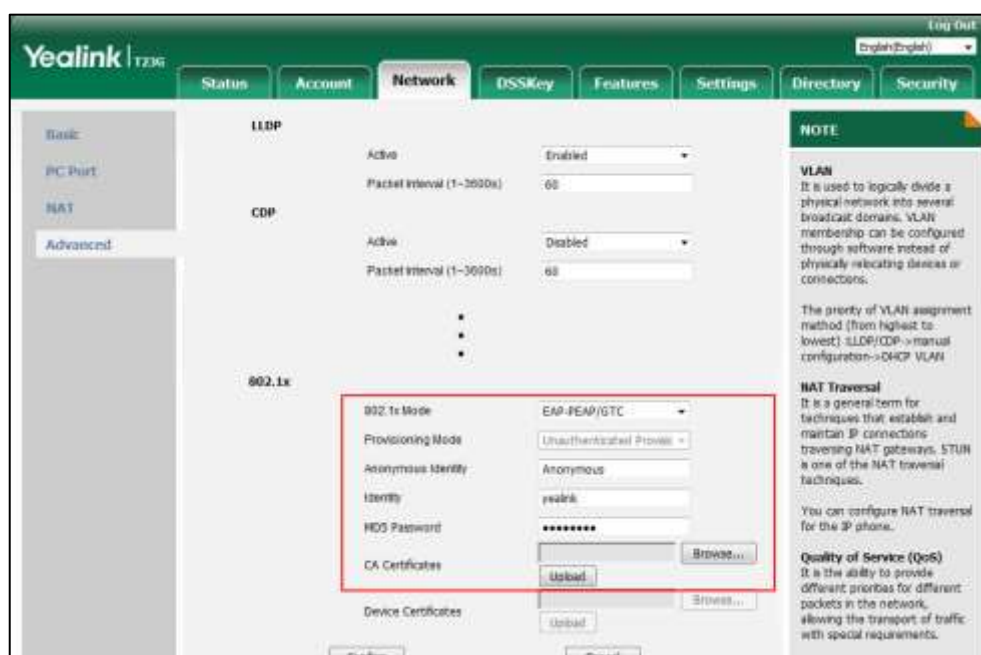 Log Out
Yealink | T23G
English(English)
Status Account Network DSSKey Features Settings Directory Security
Basic
PC Port
NAT
Advanced
LLDP
Active Enabled
Packet Interval (1~3600s) 60
CDP
Active Disabled
Packet Interval (1~3600s) 60
802.1x
802.1x Mode EAP-PEAP/GTC
Provisioning Mode Unauthenticated Provisi
Anonymous Identity Anonymous
Identity yealink
MD5 Password ••••••••
CA Certificates Browse...
Upload
Device Certificates Browse...
Upload
NOTE
VLAN
It is used to logically divide a
physical network into several
broadcast domains. VLAN
membership can be configured
through software instead of
physically relocating devices or
connections.
The priority of VLAN assignment
method (from highest to
lowest) :LLDP/CDP->manual
configuration->DHCP VLAN
NAT Traversal
It is a general term for
techniques that establish and
maintain IP connections
traversing NAT gateways. STUN
is one of the NAT traversal
techniques.
You can configure NAT traversal
for the IP phone.
Quality of Service (QoS)
It is the ability to provide
different priorities for different
packets in the network,
allowing the transport of traffic
with special requirements.